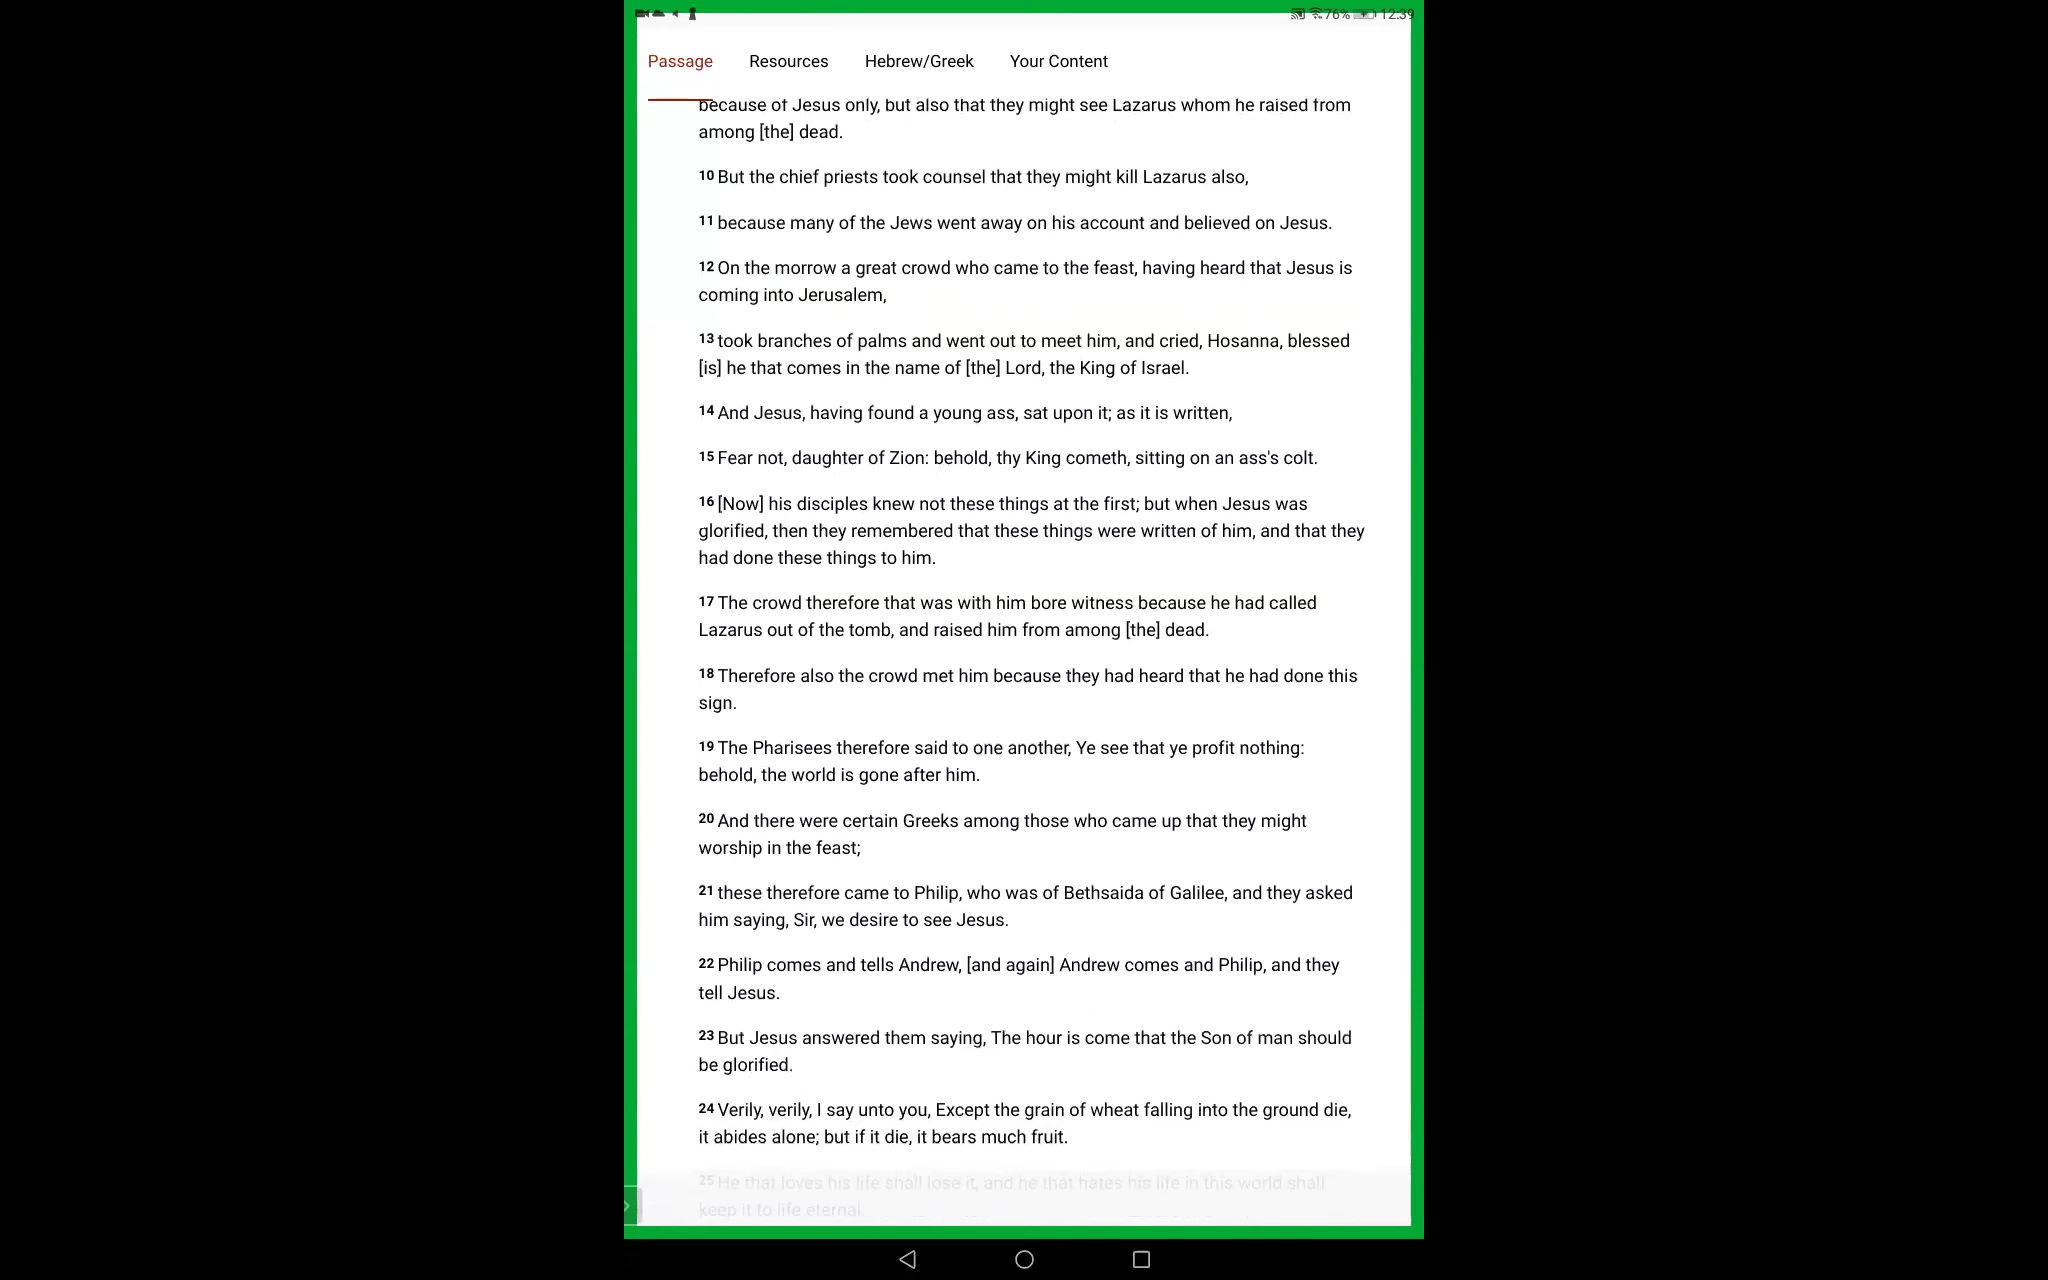 76% 12:39
Passage Resources Hebrew/Greek Your Content
because of Jesus only, but also that they might see Lazarus whom he raised from
among [the] dead.
10 But the chief priests took counsel that they might kill Lazarus also,
11 because many of the Jews went away on his account and believed on Jesus.
12 On the morrow a great crowd who came to the feast, having heard that Jesus is
coming into Jerusalem,
13 took branches of palms and went out to meet him, and cried, Hosanna, blessed
[is] he that comes in the name of [the] Lord, the King of Israel.
14 And Jesus, having found a young ass, sat upon it; as it is written,
15 Fear not, daughter of Zion: behold, thy King cometh, sitting on an ass's colt.
16 [Now] his disciples knew not these things at the first; but when Jesus was
glorified, then they remembered that these things were written of him, and that they
had done these things to him.
17 The crowd therefore that was with him bore witness because he had called
Lazarus out of the tomb, and raised him from among [the] dead.
18 Therefore also the crowd met him because they had heard that he had done this
sign.
19 The Pharisees therefore said to one another, Ye see that ye profit nothing:
behold, the world is gone after him.
20 And there were certain Greeks among those who came up that they might
worship in the feast;
21 these therefore came to Philip, who was of Bethsaida of Galilee, and they asked
him saying, Sir, we desire to see Jesus.
22 Philip comes and tells Andrew, [and again] Andrew comes and Philip, and they
tell Jesus.
23 But Jesus answered them saying, The hour is come that the Son of man should
be glorified.
24 Verily, verily, I say unto you, Except the grain of wheat falling into the ground die,
it abides alone; but if it die, it bears much fruit.
25 He that loves his life shall lose it, and he that hates his life in this world shall
keep it to life eternal.